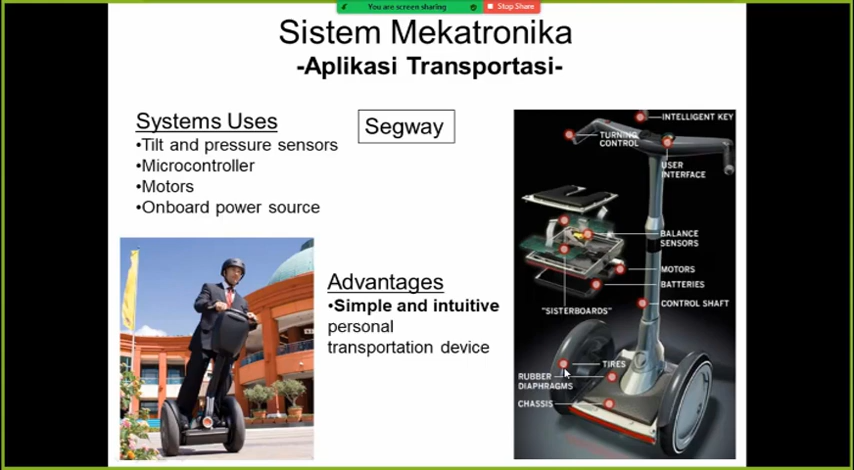 You are screen sharing
Stop Share
Sistem Mekatronika
-Aplikasi Transportasi-
Systems Uses
•Tilt and pressure sensors
•Microcontroller
•Motors
•Onboard power source
Segway
Advantages
•Simple and intuitive
personal
transportation device
INTELLIGENT KEY
TURNING
CONTROL
USER
INTERFACE
BALANCE
SENSORS
MOTORS
BATTERIES
"SISTERBOARDS"
CONTROL SHAFT
TIRES
RUBBER
DIAPHRAGMS
CHASSIS